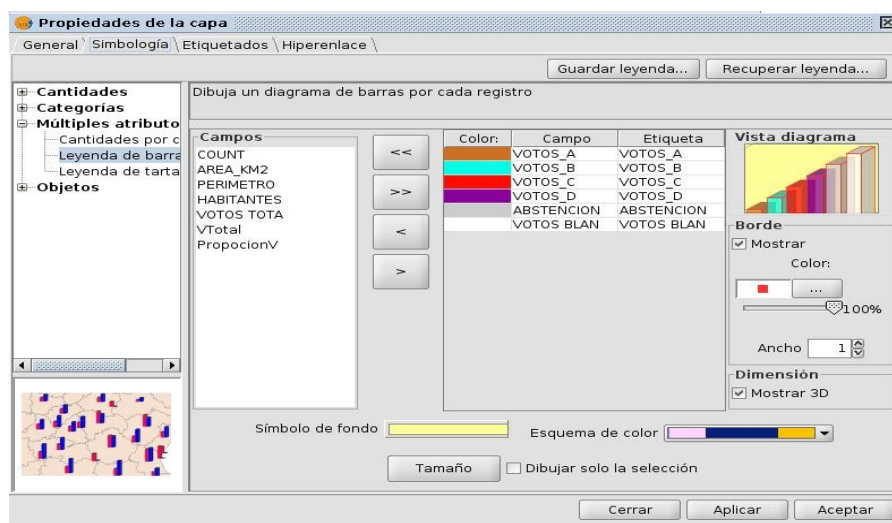 Propiedades de la capa
General Simbología Etiquetados Hiperenlace
Guardar leyenda... Recuperar leyenda...
Cantidades
Categorías
Múltiples atributo
Cantidades por c
Leyenda de barra
Leyenda de tarta
Objetos
Dibuja un diagrama de barras por cada registro
Campos
COUNT
AREA_KM2
PERIMETRO
HABITANTES
VOTOS TOTA
VTotal
PropocionV
<<
>>
<
>
Color: Campo Etiqueta
VOTOS_A VOTOS_A
VOTOS_B VOTOS_B
VOTOS_C VOTOS_C
VOTOS_D VOTOS_D
ABSTENCION ABSTENCION
VOTOS BLAN VOTOS BLAN
Vista diagrama
Borde
Mostrar
Color:
...
100%
Ancho 1
Dimensión
Mostrar 3D
Símbolo de fondo Esquema de color
Tamaño Dibujar solo la selección
Cerrar Aplicar Aceptar